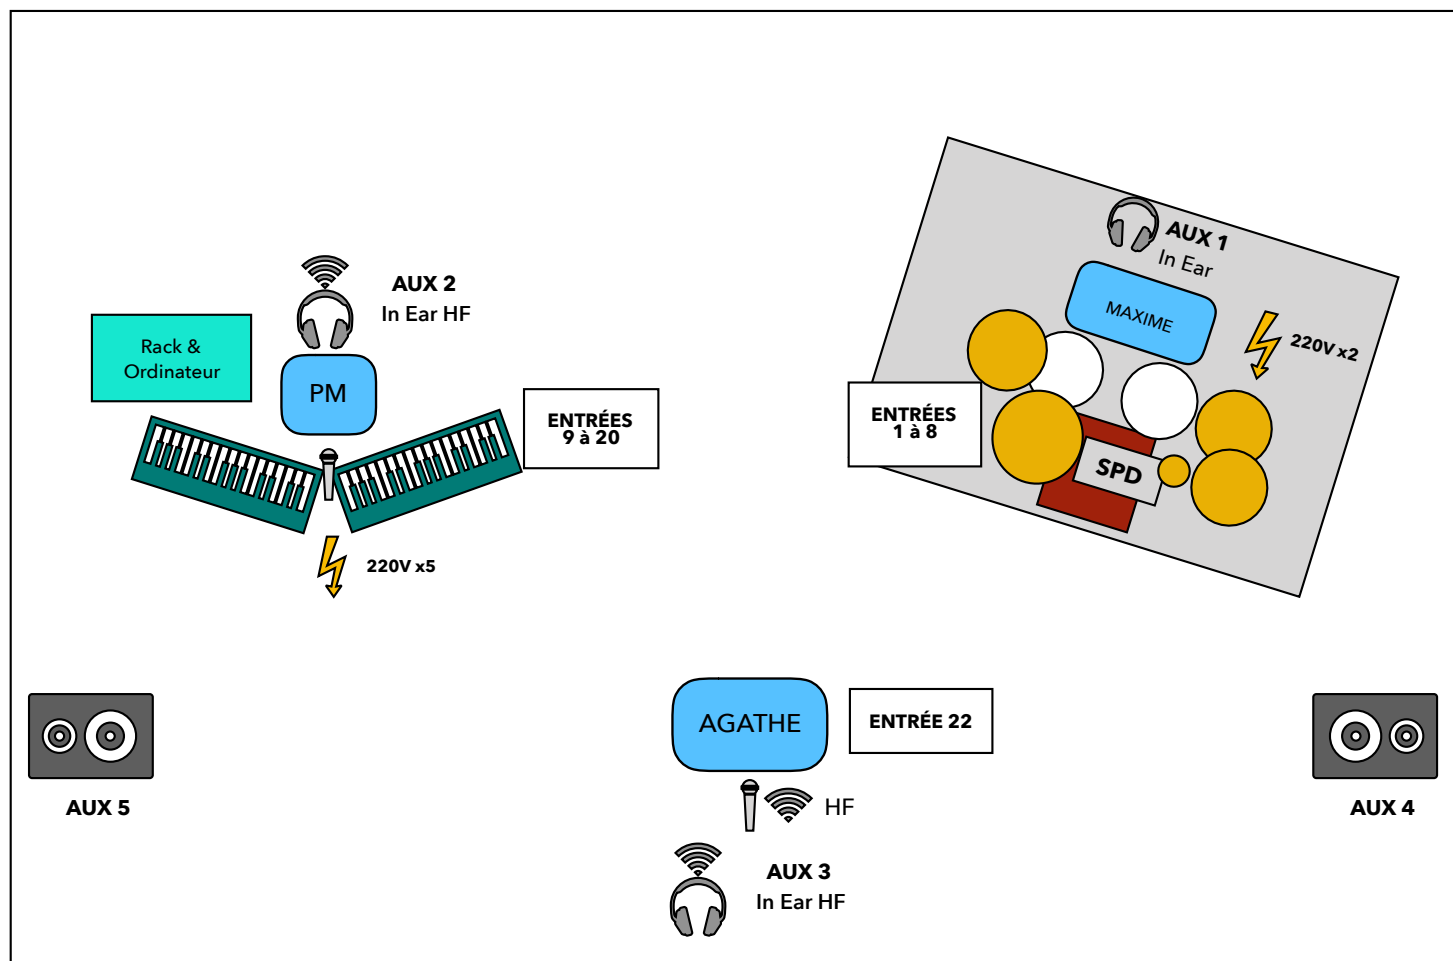 AUX 1
In Ear
MAXIME
220V x2
AUX 2
In Ear HF
Rack &
Ordinateur
PM
ENTRÉES
9 à 20
ENTRÉES
1 à 8
SPD
220V x5
AGATHE
ENTRÉE 22
HF
AUX 5
AUX 4
AUX 3
In Ear HF